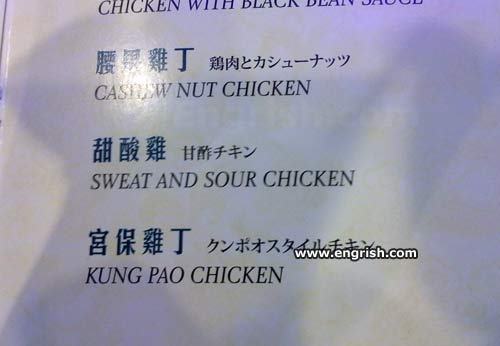 CHICKEN WITH BLACK BEAN SAUCE
腰果雞丁 鶏肉とカシューナッツ
CASHEW NUT CHICKEN
engrish.com
甜酸雞 甘酢チキン
SWEAT AND SOUR CHICKEN
宮保雞丁 クンポオスタイルチキン
www.engrish.com
KUNG PAO CHICKEN